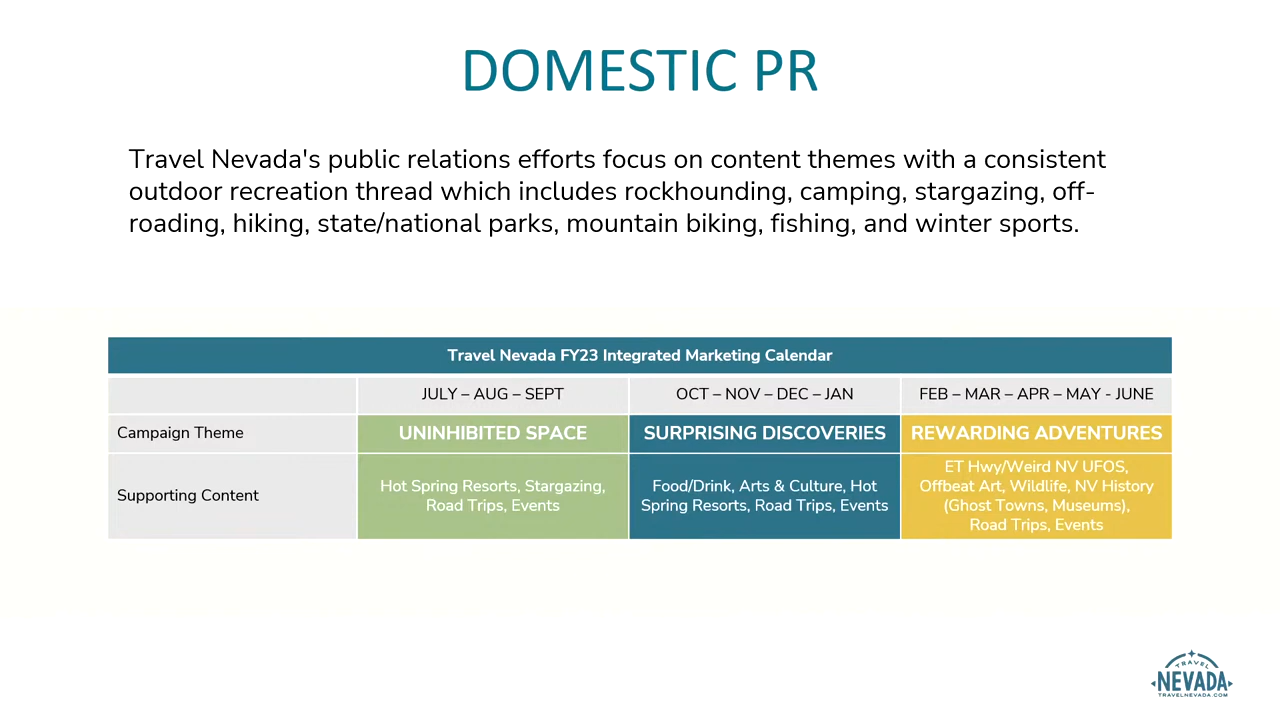 DOMESTIC PR
Travel Nevada's public relations efforts focus on content themes with a consistent
outdoor recreation thread which includes rockhounding, camping, stargazing, off-
roading, hiking, state/national parks, mountain biking, fishing, and winter sports.
Travel Nevada FY23 Integrated Marketing Calendar
JULY – AUG – SEPT
OCT – NOV – DEC – JAN
FEB – MAR – APR – MAY - JUNE
Campaign Theme
UNINHIBITED SPACE
SURPRISING DISCOVERIES
REWARDING ADVENTURES
Supporting Content
Hot Spring Resorts, Stargazing,
Road Trips, Events
Food/Drink, Arts & Culture, Hot
Spring Resorts, Road Trips, Events
ET Hwy/Weird NV UFOS,
Offbeat Art, Wildlife, NV History
(Ghost Towns, Museums),
Road Trips, Events
TRAVEL
NEVADA
TRAVELNEVADA.COM